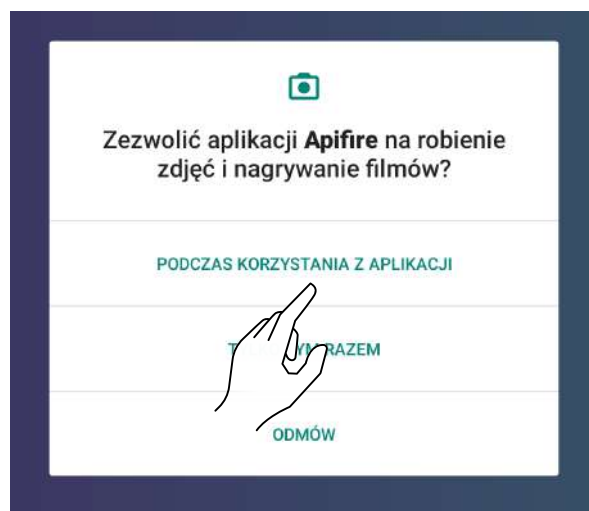 Zezwolić aplikacji Apifire na robienie
zdjęć i nagrywanie filmów?
PODCZAS KORZYSTANIA Z APLIKACJI
RAZEM
ODMÓW